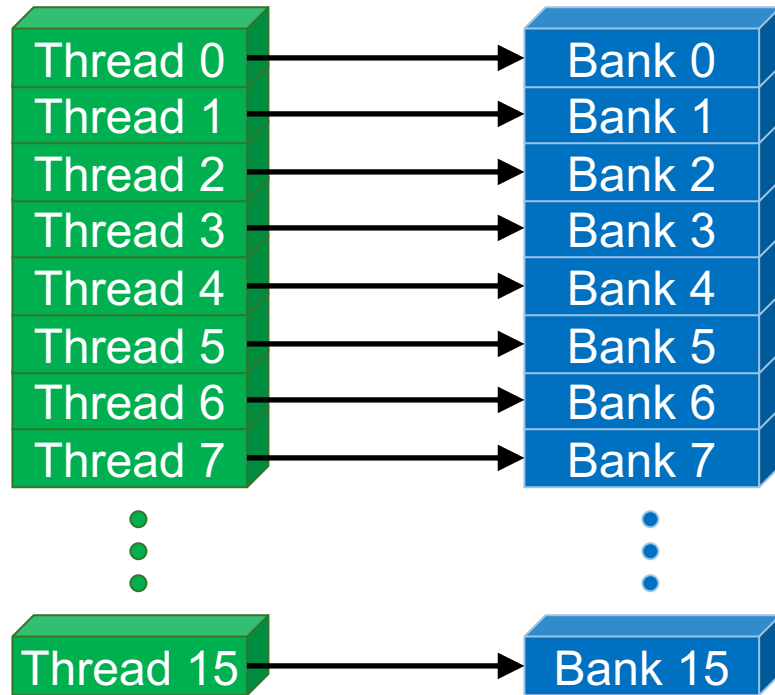 Thread 0
Thread 1
Thread 2
Thread 3
Thread 4
Thread 5
Thread 6
Thread 7
Thread 15
Bank 0
Bank 1
Bank 2
Bank 3
Bank 4
Bank 5
Bank 6
Bank 7
Bank 15